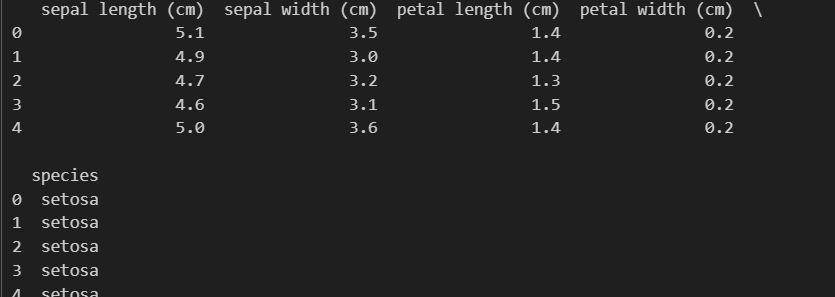 sepal length (cm) sepal width (cm) petal length (cm) petal width (cm) \
0 5.1 3.5 1.4 0.2
1 4.9 3.0 1.4 0.2
2 4.7 3.2 1.3 0.2
3 4.6 3.1 1.5 0.2
4 5.0 3.6 1.4 0.2
species
0 setosa
1 setosa
2 setosa
3 setosa
4 setosa